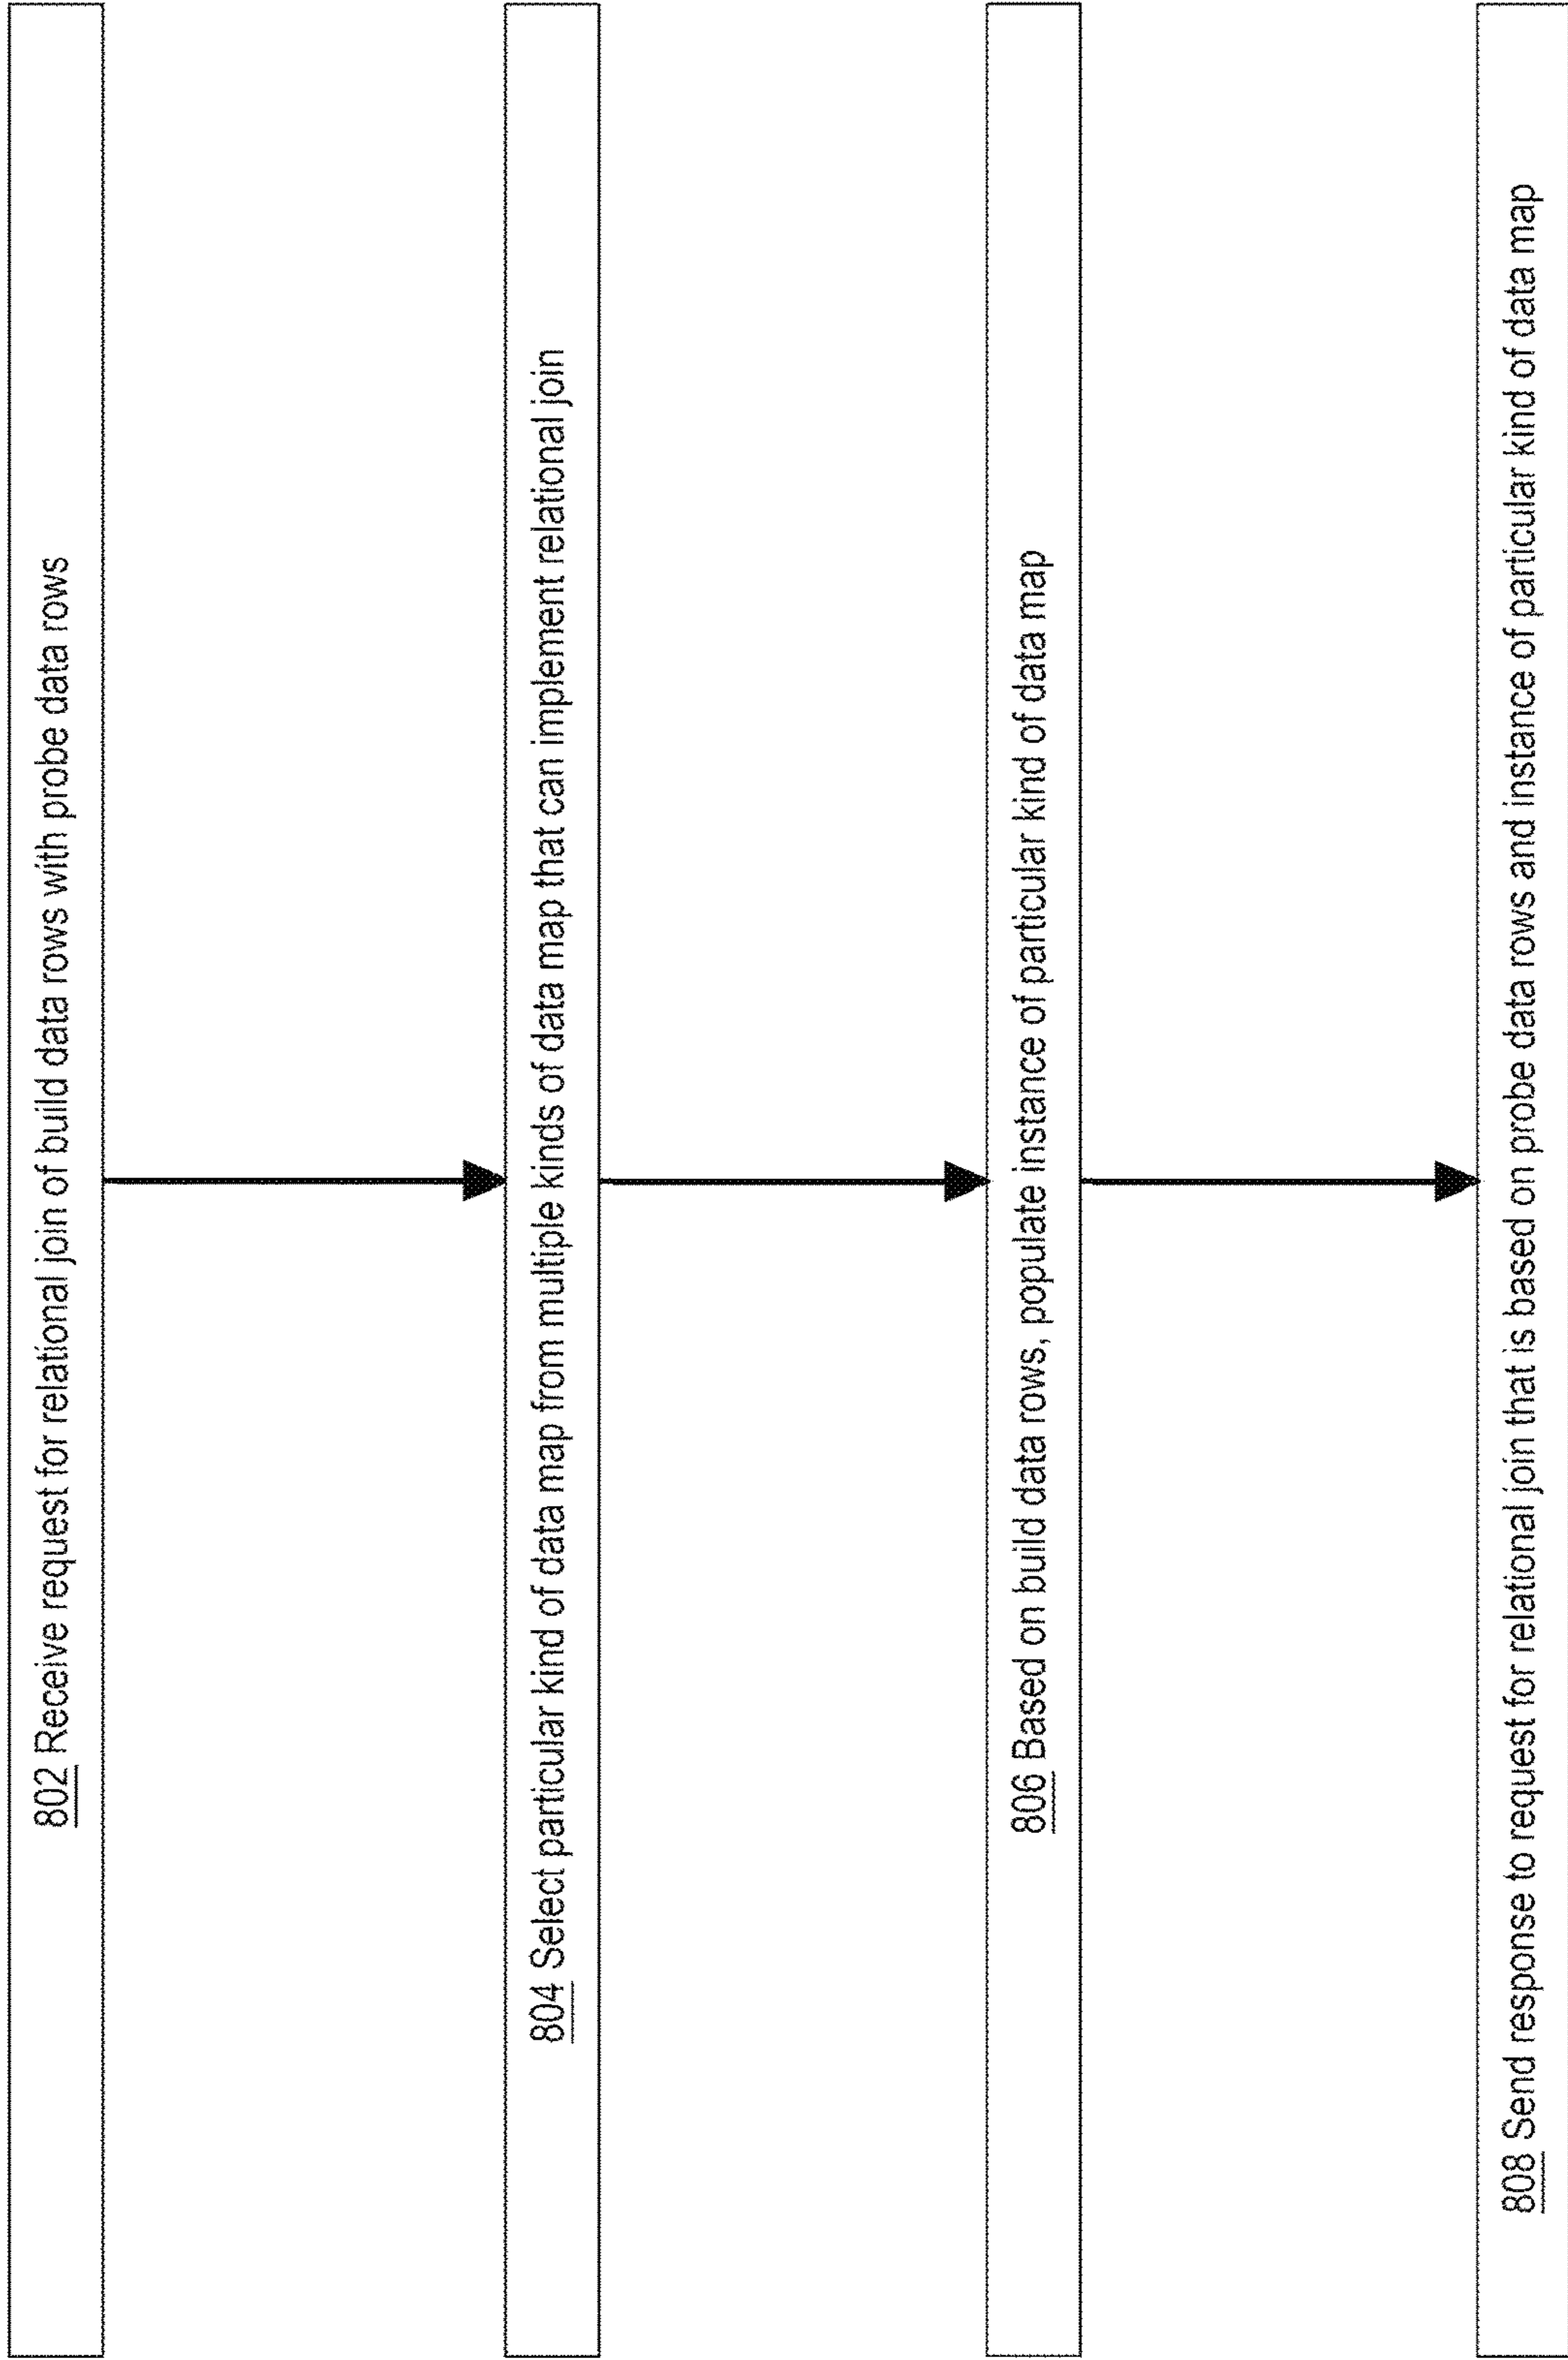 802 Receive request for relational join of build data rows with probe data rows
804 Select particular kind of data map from multiple kinds of data map that can implement relational join
806 Based on build data rows, populate instance of particular kind of data map
808 Send response to request for relational join that is based on probe data rows and instance of particular kind of data map